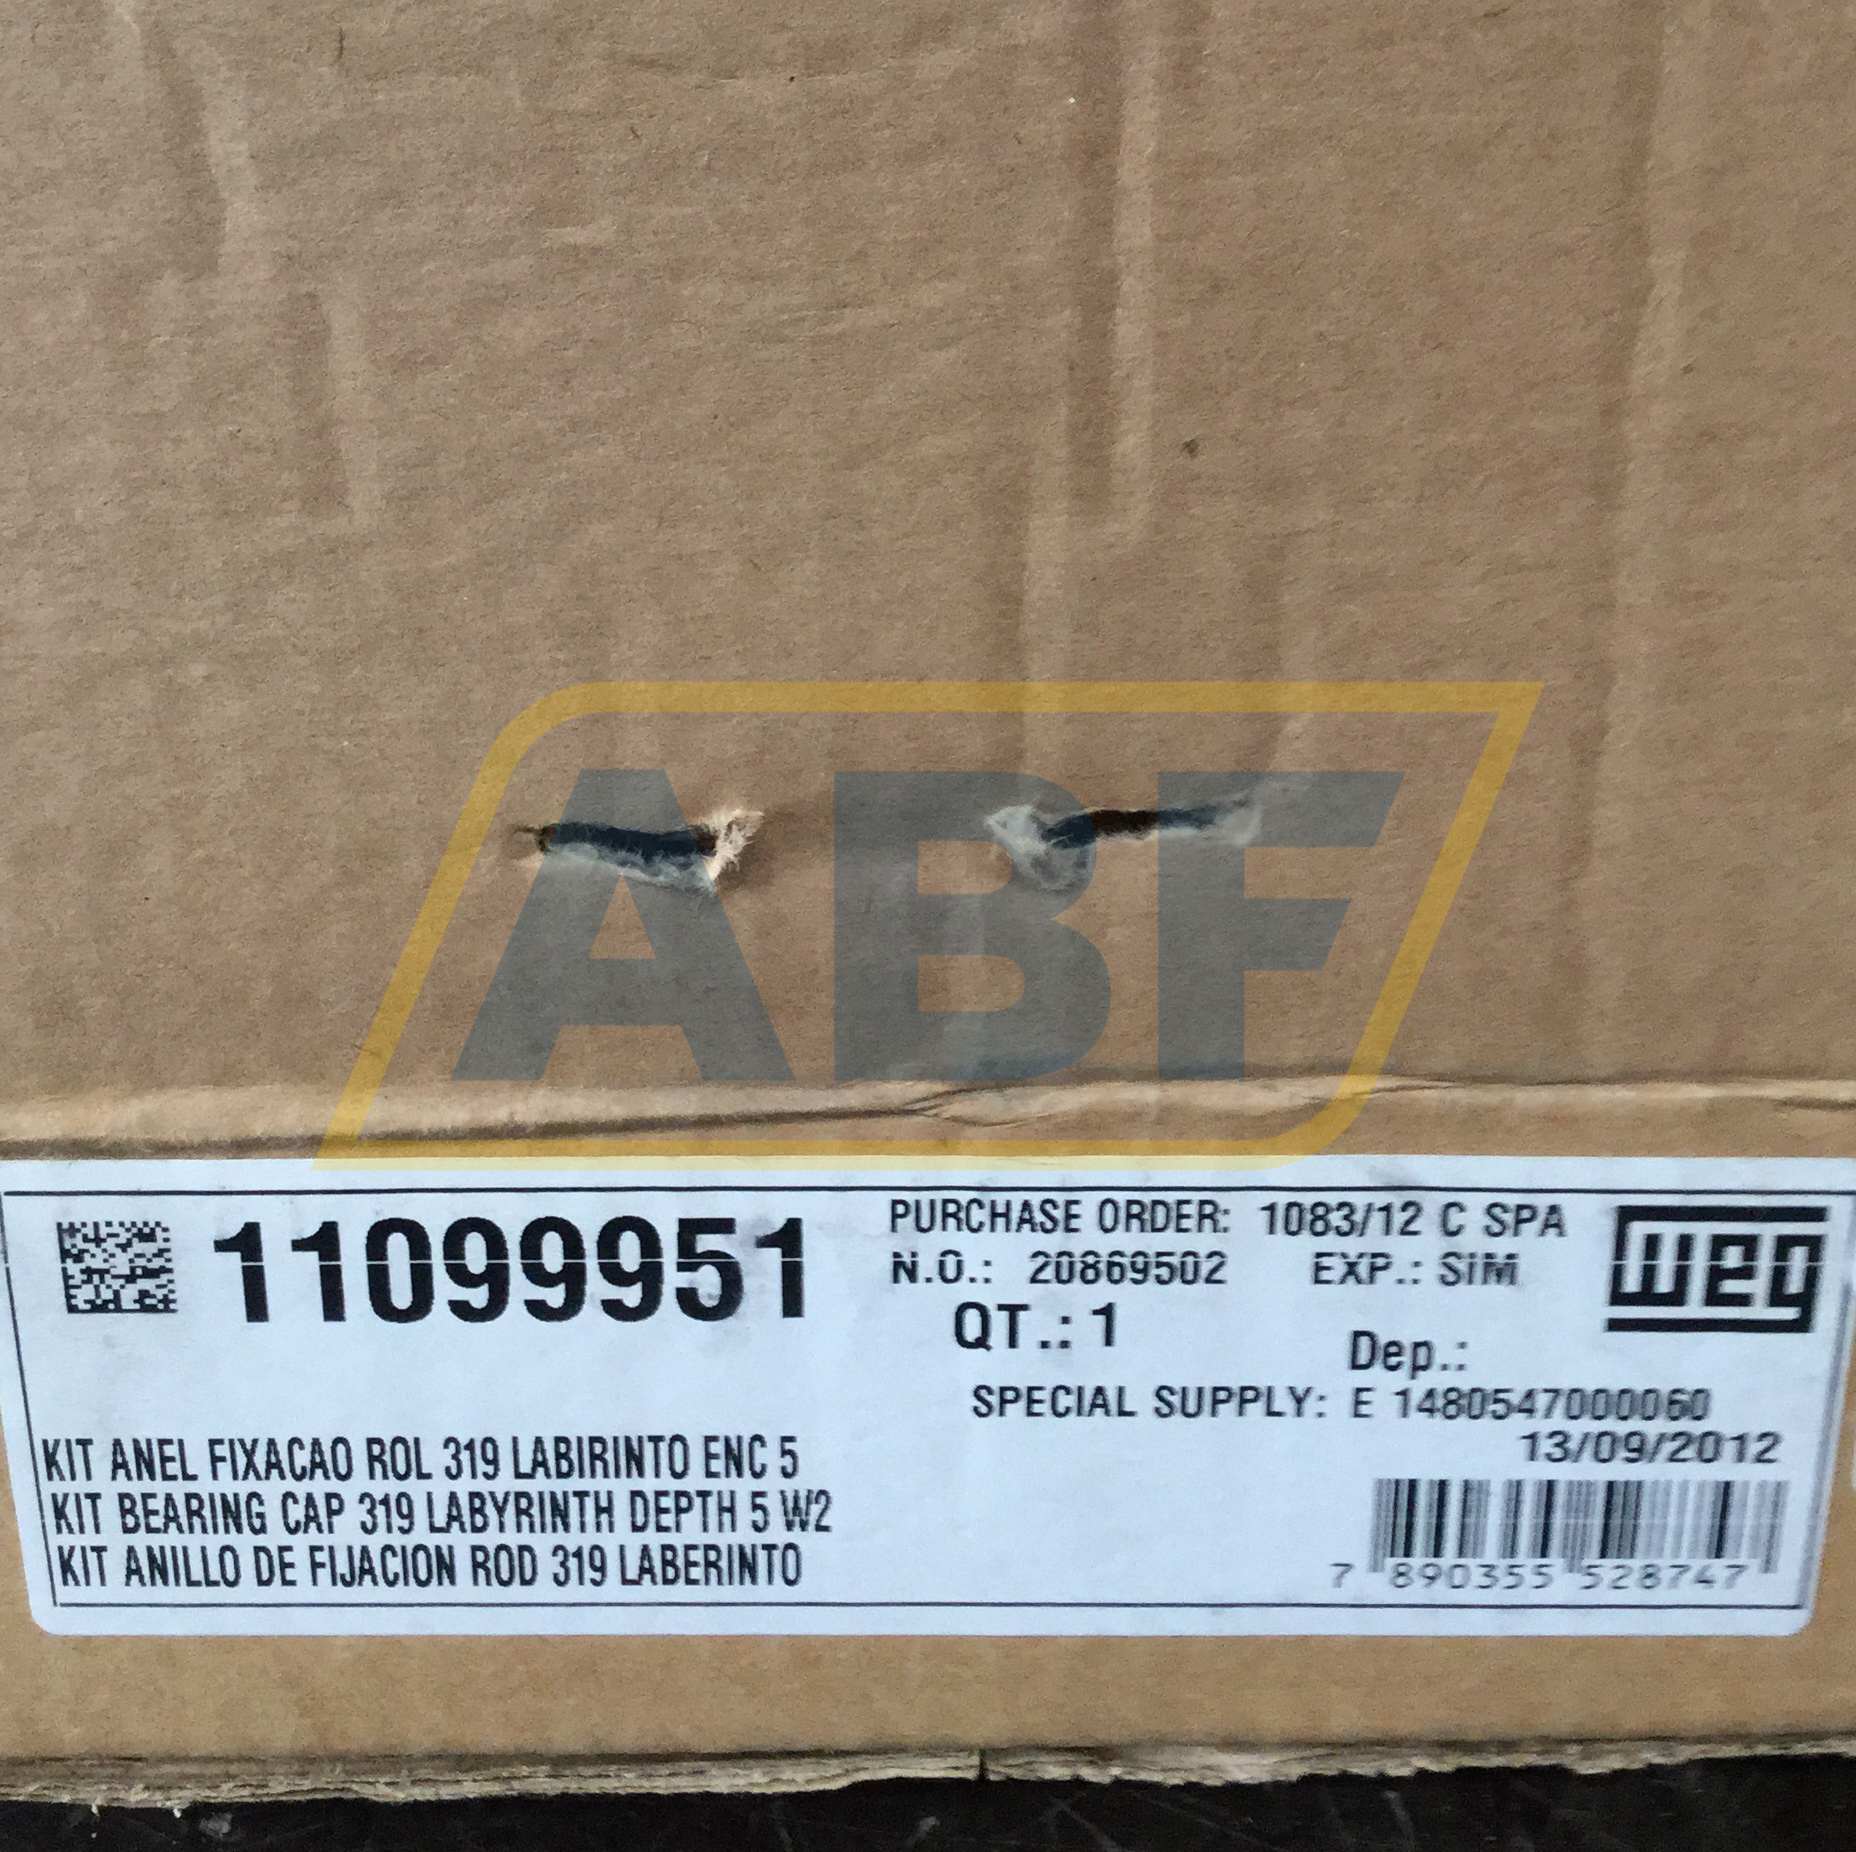 ABF
11099951
PURCHASE ORDER: 1083/12 C SPA
N.O.: 20869502 EXP.: SIM
QT.: 1
Dep.:
SPECIAL SUPPLY: E 1480547000060
13/09/2012
weg
KIT ANEL FIXACAO ROL 319 LABIRINTO ENC 5
KIT BEARING CAP 319 LABYRINTH DEPTH 5 W2
KIT ANILLO DE FIJACION ROD 319 LABERINTO
7 890355 528747